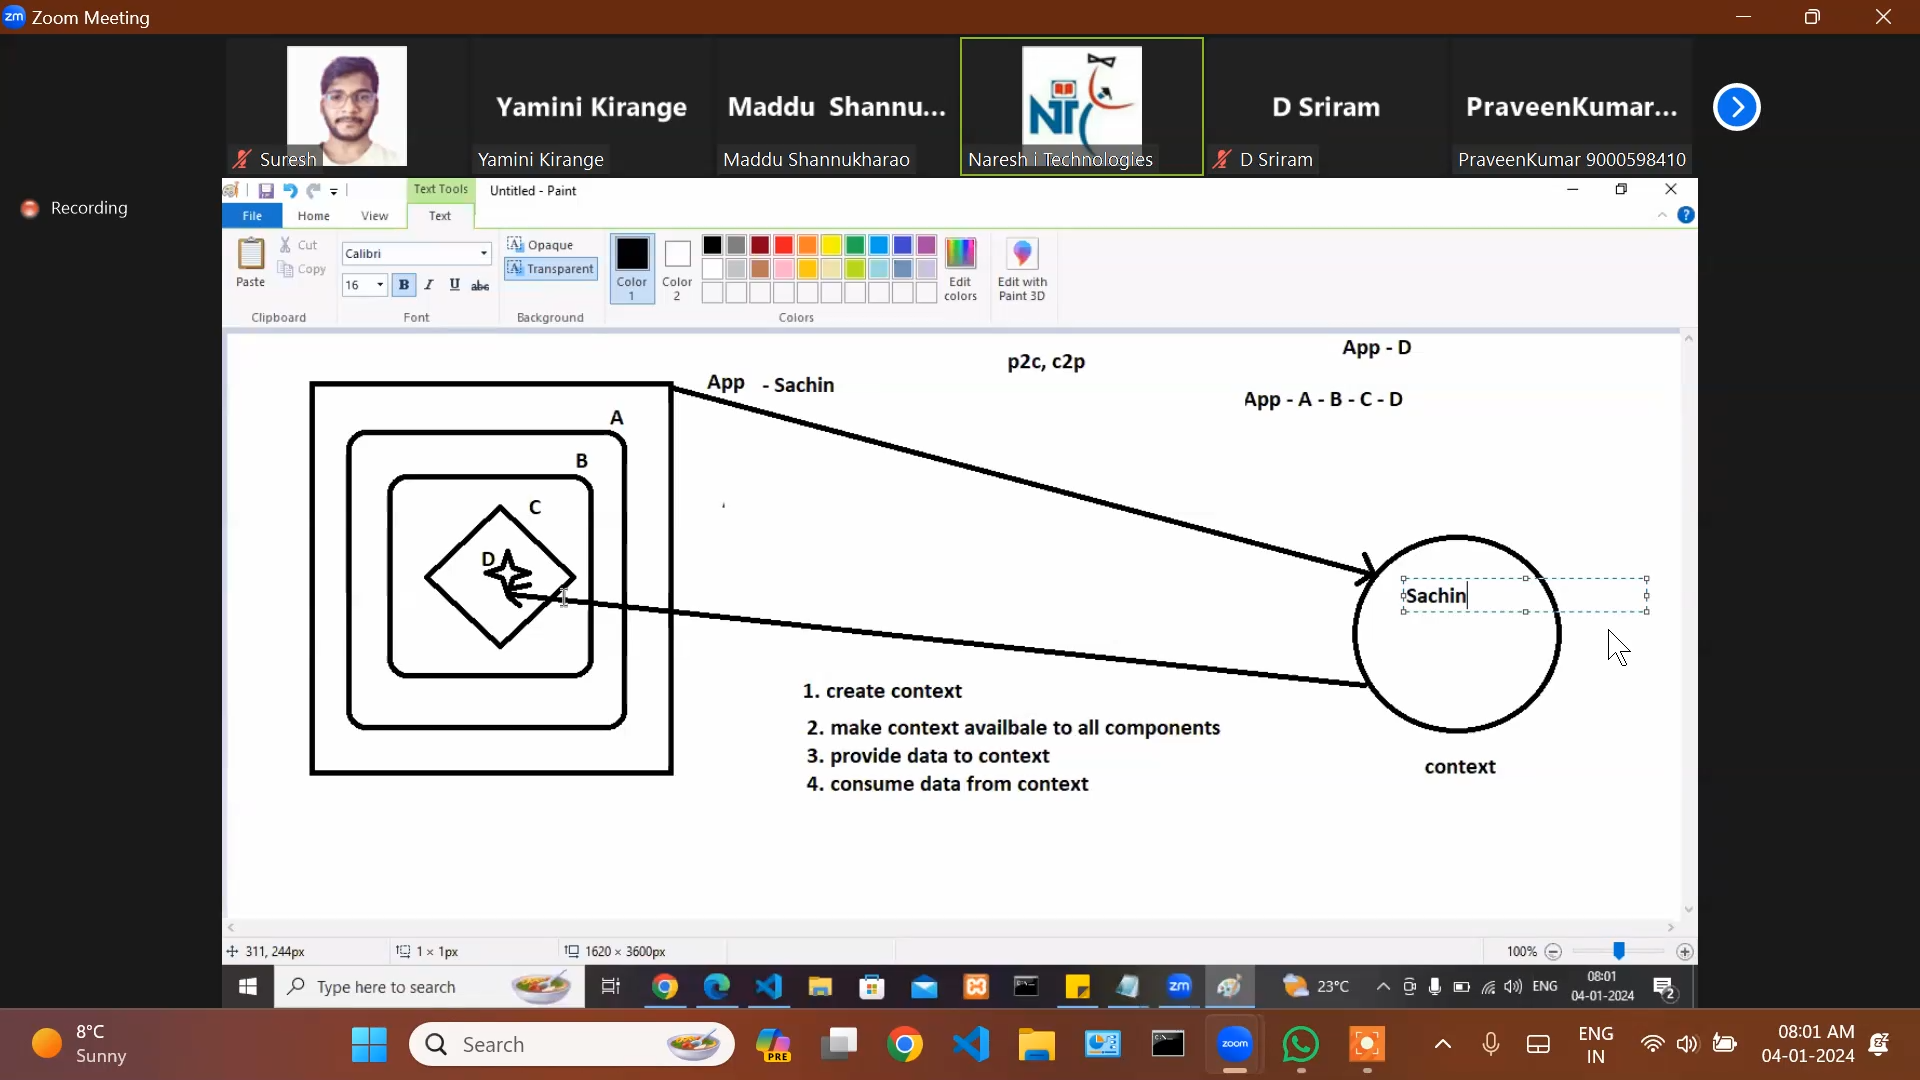 zm Zoom Meeting
Yamini Kirange
Maddu Shannu...
NT
D Sriram
PraveenKumar...
Suresh
Yamini Kirange
Maddu Shannukharao
Naresh i Technologies
D Sriram
PraveenKumar 9000598410
Recording
Text Tools
Untitled - Paint
File
Home
View
Text
Paste
Cut
Copy
Clipboard
Calibri
16
B I U abc
Font
Opaque
Transparent
Background
Color 1
Color 2
Edit colors
Colors
Edit with Paint 3D
App - D
p2c, c2p
App - Sachin
App - A - B - C - D
A
B
C
D
Sachin
1. create context
2. make context availbale to all components
3. provide data to context
4. consume data from context
context
311, 244px
1 × 1px
1620 × 3600px
100%
Type here to search
zm
23°C
ENG
08:01
04-01-2024
2
8°C
Sunny
Search
PRE
zoom
ENG
IN
08:01 AM
04-01-2024